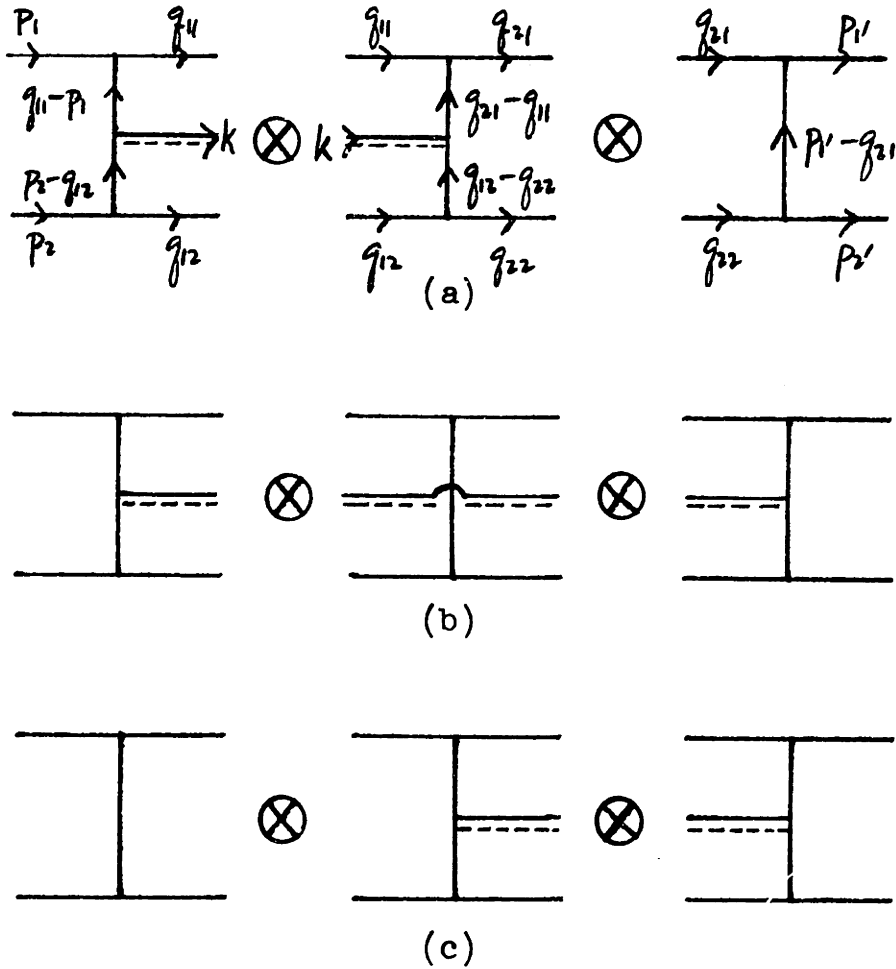 p₁ q₁₁ q₁₁ q₂₁ q₂₁ p₁′
q₁₁-p₁ q₂₁-q₁₁
k k p₁′-q₂₁
p₂-q₁₂ q₁₂-q₂₂
p₂ q₁₂ q₁₂ q₂₂ q₂₂ p₂′
(a)
(b)
(c)